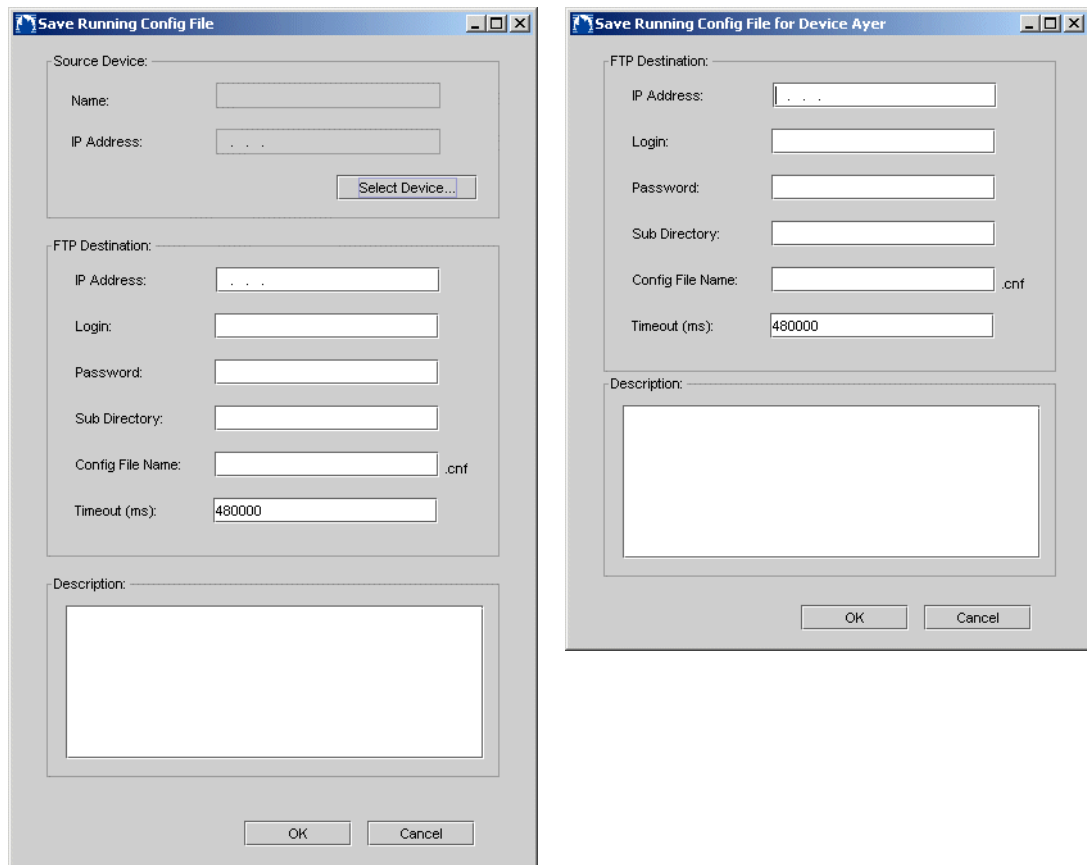 Save Running Config File
Source Device:
Name:
IP Address:
. . .
Select Device...
FTP Destination:
IP Address:
. . .
Login:
Password:
Sub Directory:
Config File Name:
.cnf
Timeout (ms):
480000
Description:
OK
Cancel
Save Running Config File for Device Ayer
FTP Destination:
IP Address:
. . .
Login:
Password:
Sub Directory:
Config File Name:
.cnf
Timeout (ms):
480000
Description:
OK
Cancel